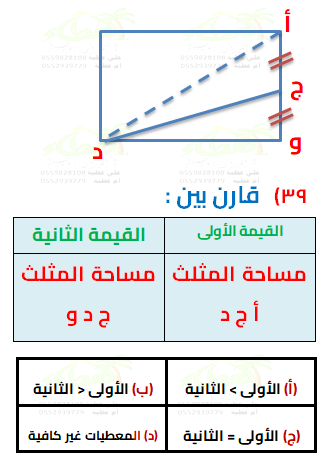 أ
ج
و
د
٣٩) قارن بين :
القيمة الأولى
القيمة الثانية
مساحة المثلث
أ ج د
مساحة المثلث
ج د و
(أ) الأولى > الثانية
(ب) الأولى < الثانية
(ج) الأولى = الثانية
(د) المعطيات غير كافية